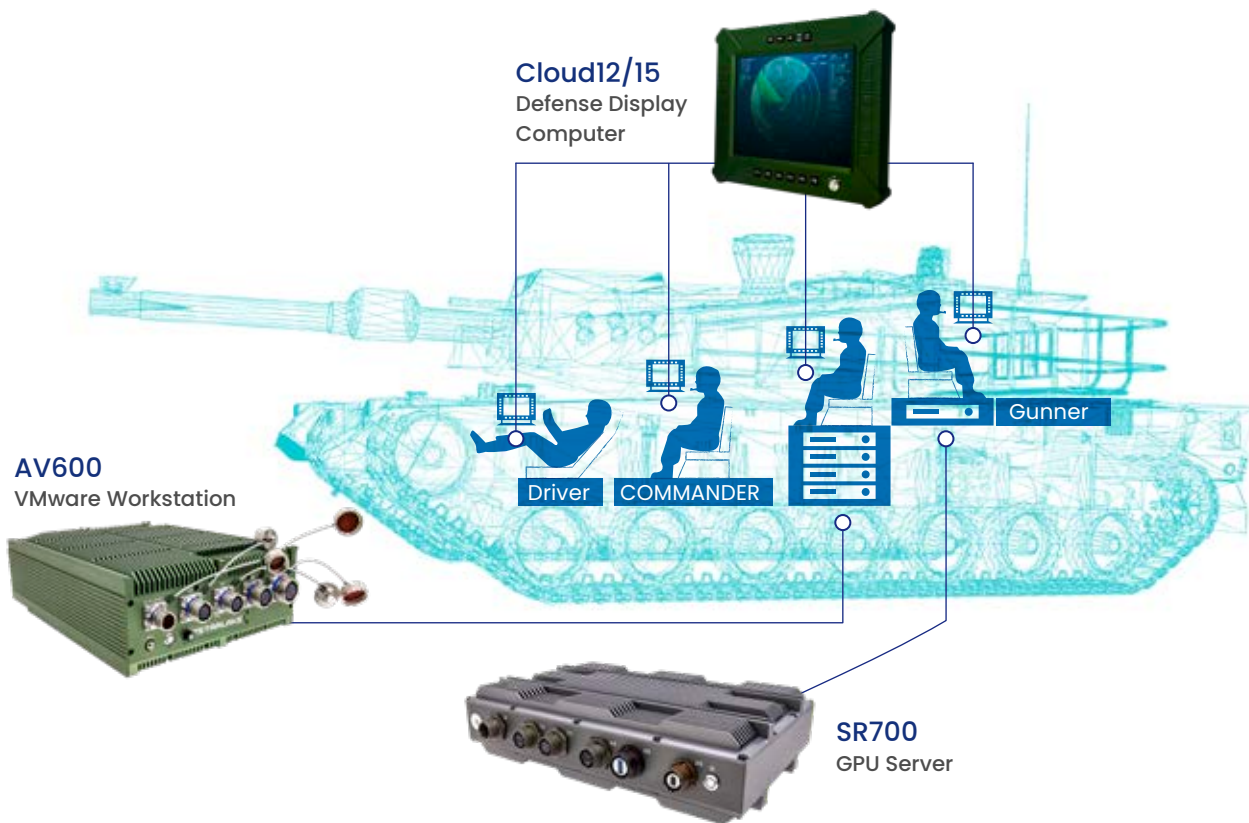 Cloud12/15
Defense Display
Computer
Gunner
AV600
VMware Workstation
Driver
COMMANDER
SR700
GPU Server